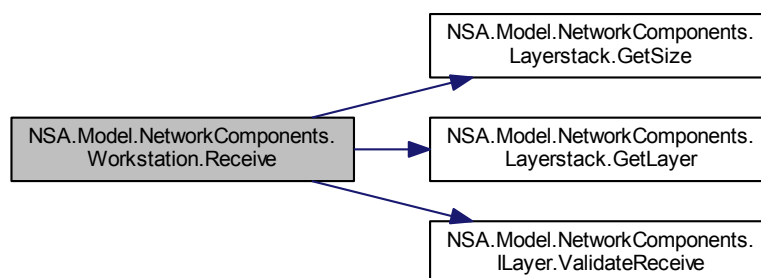 NSA.Model.NetworkComponents.
Layerstack.GetSize
NSA.Model.NetworkComponents.
Workstation.Receive
NSA.Model.NetworkComponents.
Layerstack.GetLayer
NSA.Model.NetworkComponents.
ILayer.ValidateReceive